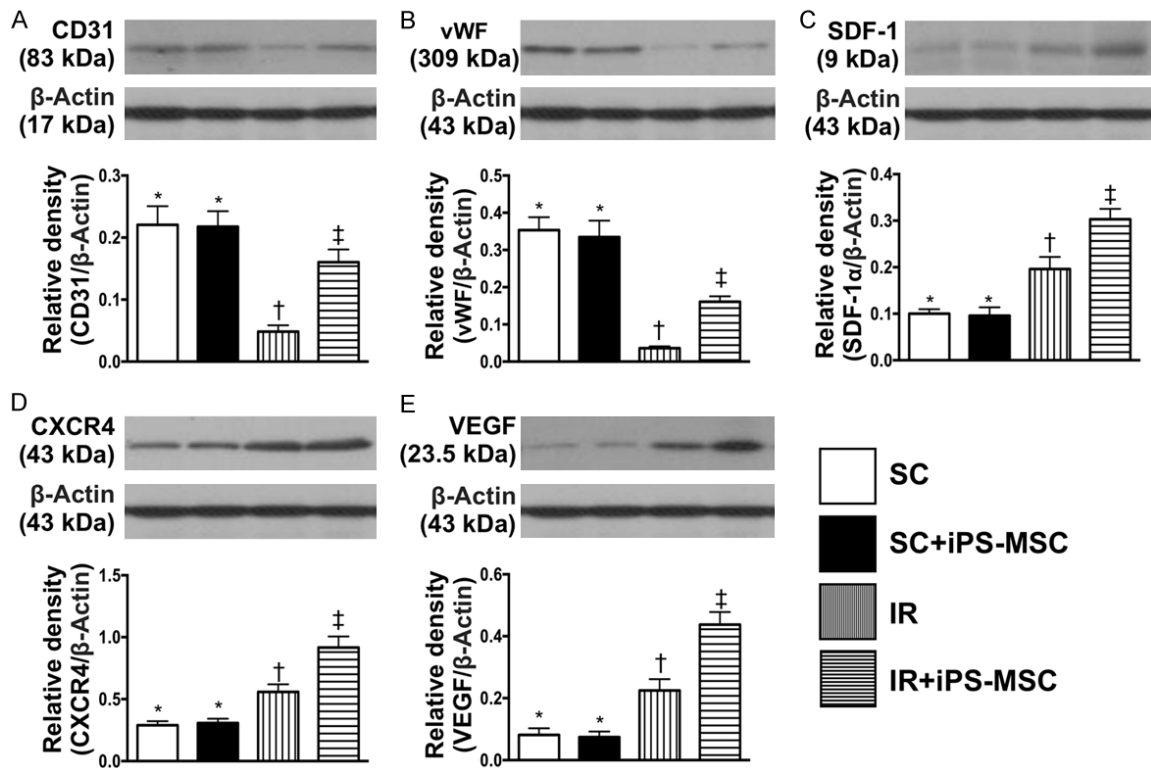 A
CD31
(83 kDa)
β-Actin
(17 kDa)
Relative density
(CD31/β-Actin)
0.3
0.2
0.1
0.0
*
*
†
‡
B
vWF
(309 kDa)
β-Actin
(43 kDa)
Relative density
(vWF/β-Actin)
0.5
0.4
0.3
0.2
0.1
0.0
*
*
†
‡
C
SDF-1
(9 kDa)
β-Actin
(43 kDa)
Relative density
(SDF-1α/β-Actin)
0.4
0.3
0.2
0.1
0.0
*
*
†
‡
D
CXCR4
(43 kDa)
β-Actin
(43 kDa)
Relative density
(CXCR4/β-Actin)
1.5
1.0
0.5
0.0
*
*
†
‡
E
VEGF
(23.5 kDa)
β-Actin
(43 kDa)
Relative density
(VEGF/β-Actin)
0.6
0.4
0.2
0.0
*
*
†
‡
SC
SC+iPS-MSC
IR
IR+iPS-MSC